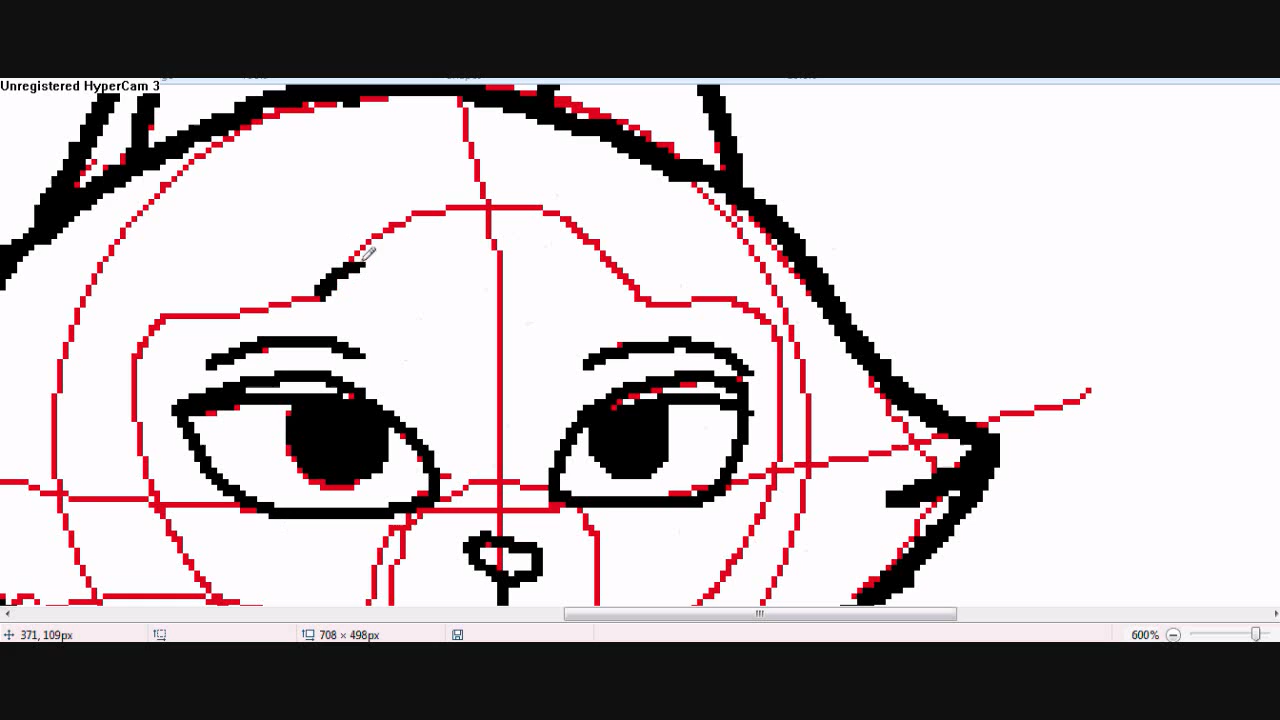 Unregistered HyperCam 3
371, 109px
708 × 498px
600%